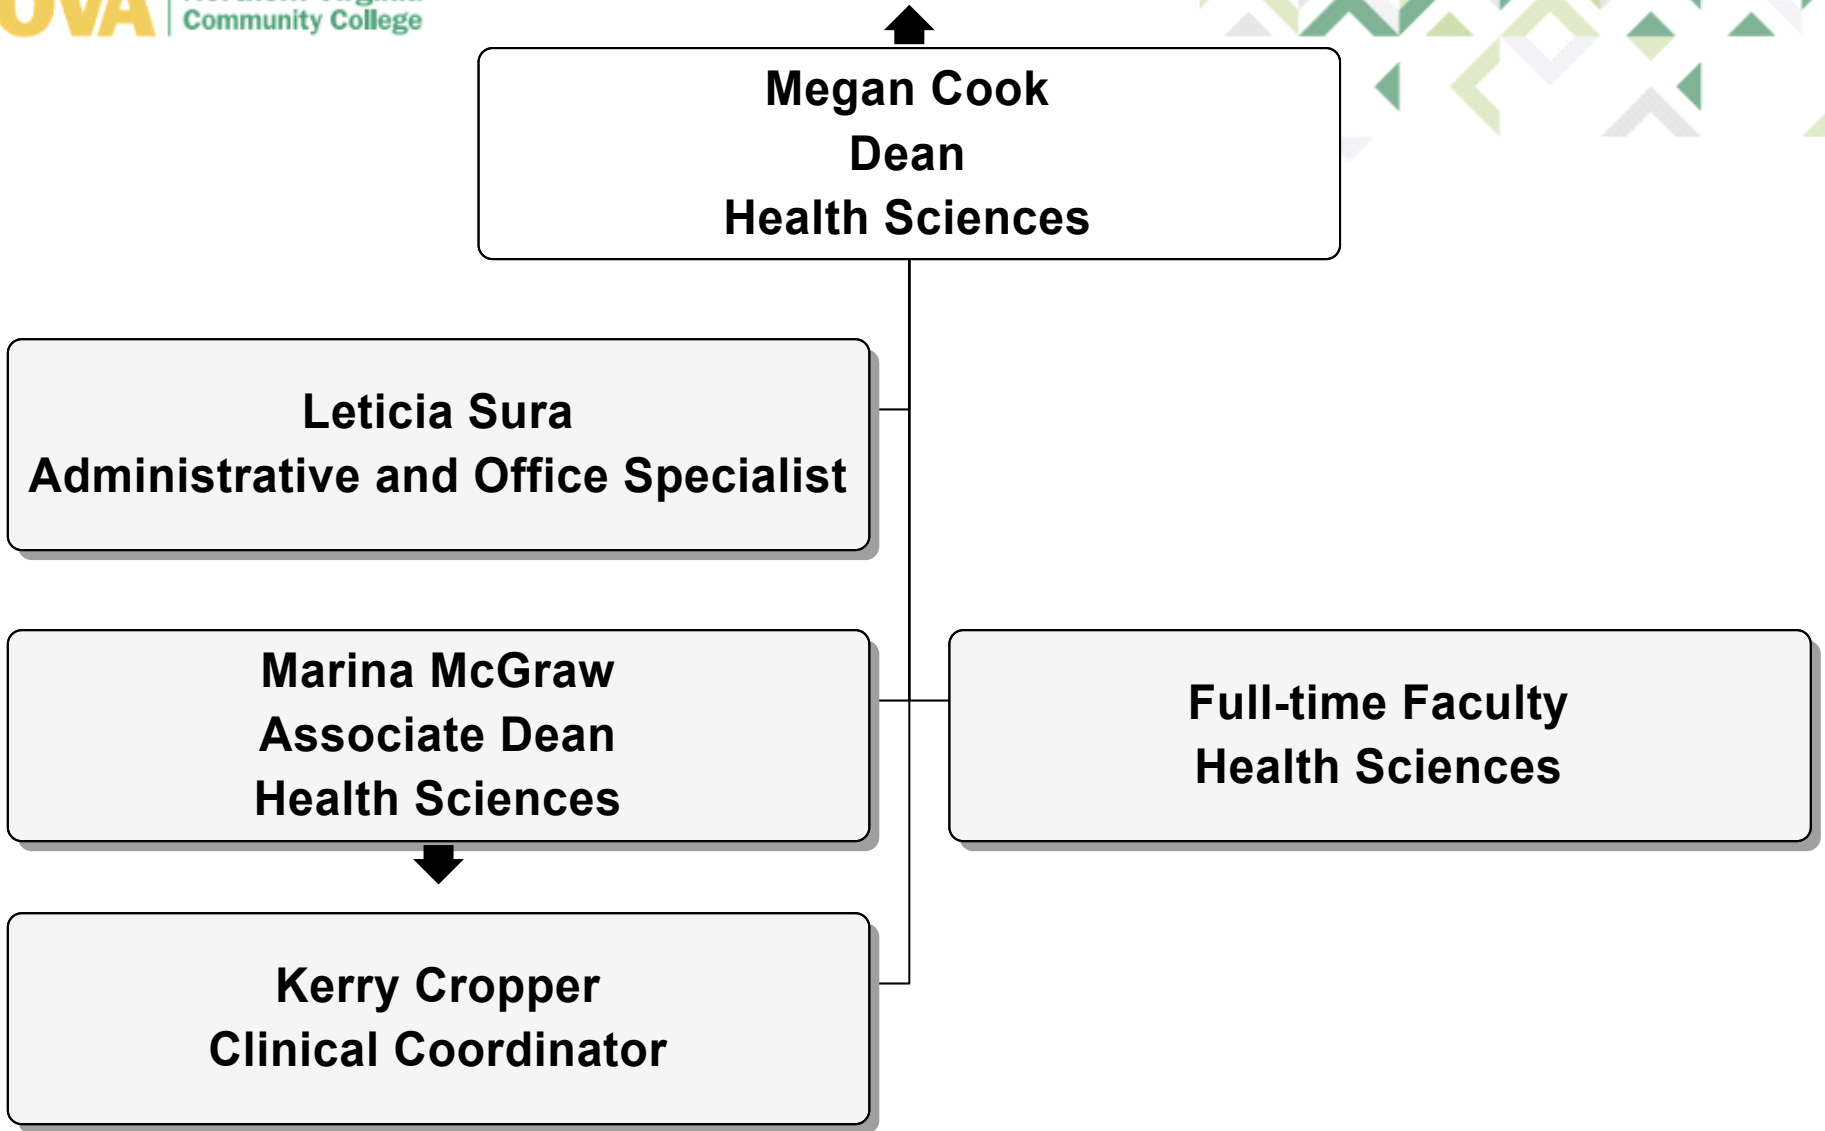 OVA
Community College
Megan Cook
Dean
Health Sciences
Leticia Sura
Administrative and Office Specialist
Marina McGraw
Associate Dean
Health Sciences
Full-time Faculty
Health Sciences
Kerry Cropper
Clinical Coordinator